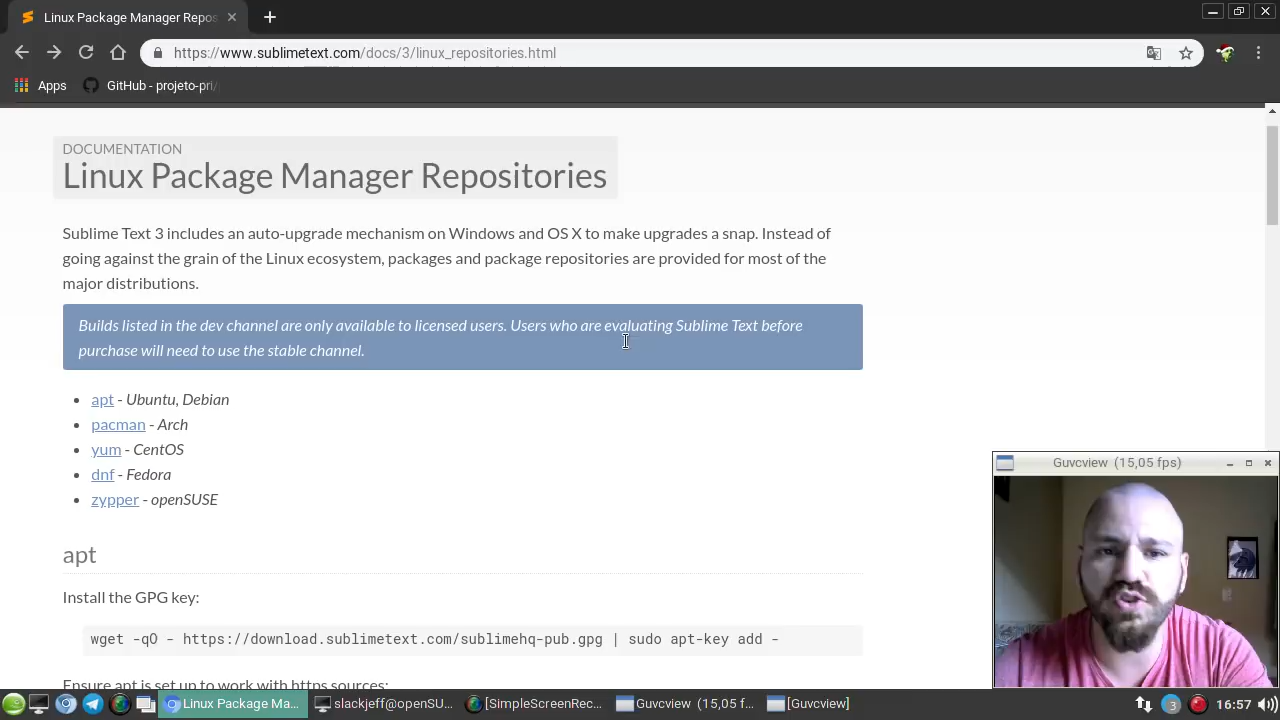 Linux Package Manager Repos
https://www.sublimetext.com/docs/3/linux_repositories.html
Apps
GitHub - projeto-pri/
DOCUMENTATION
Linux Package Manager Repositories
Sublime Text 3 includes an auto-upgrade mechanism on Windows and OS X to make upgrades a snap. Instead of
going against the grain of the Linux ecosystem, packages and package repositories are provided for most of the
major distributions.
Builds listed in the dev channel are only available to licensed users. Users who are evaluating Sublime Text before
purchase will need to use the stable channel.
apt - Ubuntu, Debian
pacman - Arch
yum - CentOS
dnf - Fedora
zypper - openSUSE
apt
Install the GPG key:
wget -qO - https://download.sublimetext.com/sublimehq-pub.gpg | sudo apt-key add -
Ensure apt is set up to work with https sources:
Guvcview (15,05 fps)
Linux Package Ma...
slackjeff@openSU...
[SimpleScreenRec...
Guvcview (15,05 f...
[Guvcview]
3
16:57